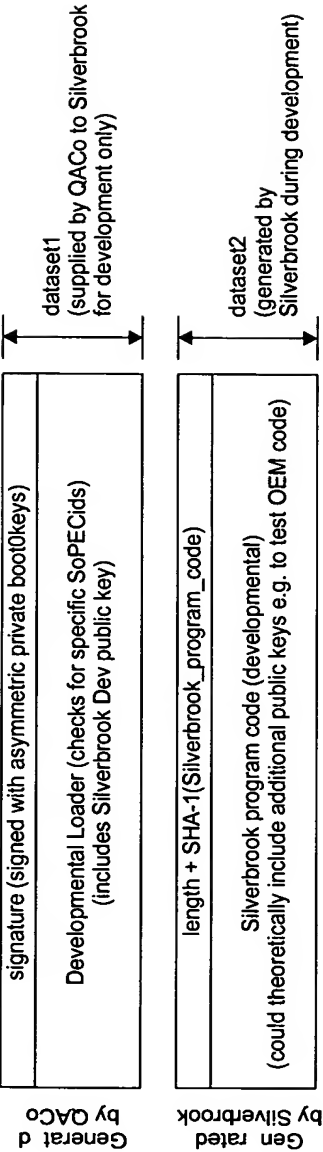 Generat d
by QACo
signature (signed with asymmetric private boot0keys)
Developmental Loader (checks for specific SoPECids)
(includes Silverbrook Dev public key)
dataset1
(supplied by QACo to Silverbrook
for development only)
Gen rated
by Silverbrook
length + SHA-1(Silverbrook_program_code)
Silverbrook program code (developmental)
(could theoretically include additional public keys e.g. to test OEM code)
dataset2
(generated by
Silverbrook during development)